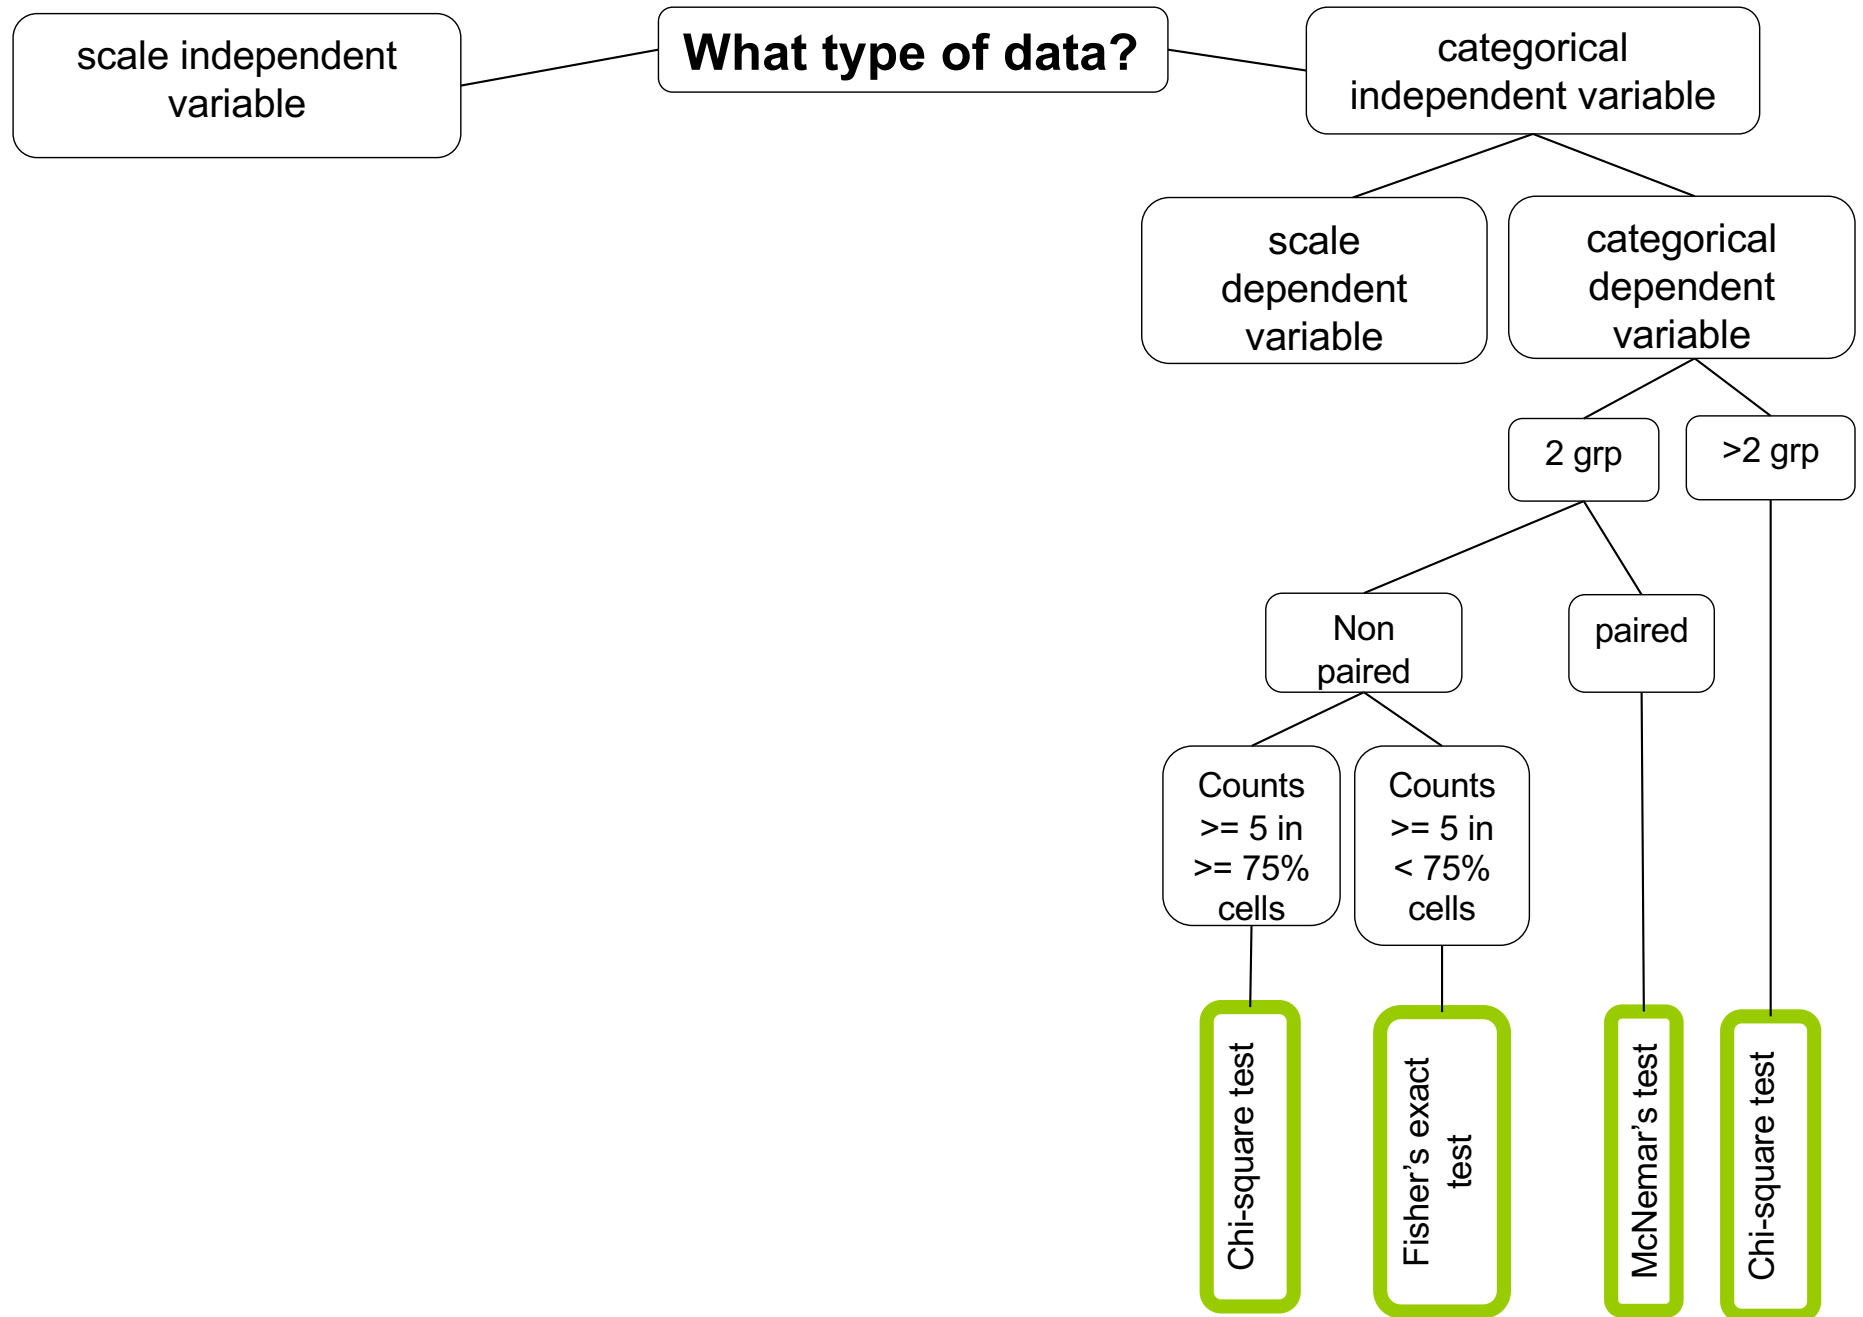 What type of data?
scale independent
variable
categorical
independent variable
scale
dependent
variable
categorical
dependent
variable
2 grp
>2 grp
Non
paired
paired
Counts
>= 5 in
>= 75%
cells
Counts
>= 5 in
< 75%
cells
Chi-square test
Fisher’s exact
test
McNemar’s test
Chi-square test